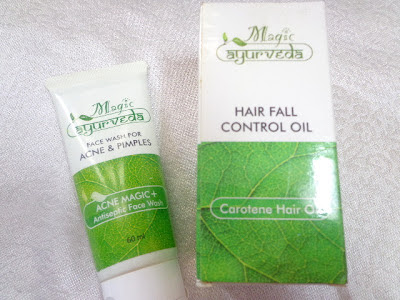 Magic
ayurveda
FACE WASH FOR
ACNE & PIMPLES
ACNE MAGIC+
Antiseptic Face Wash
60 ml
Magic
ayurveda
HAIR FALL
CONTROL OIL
Carotene Hair